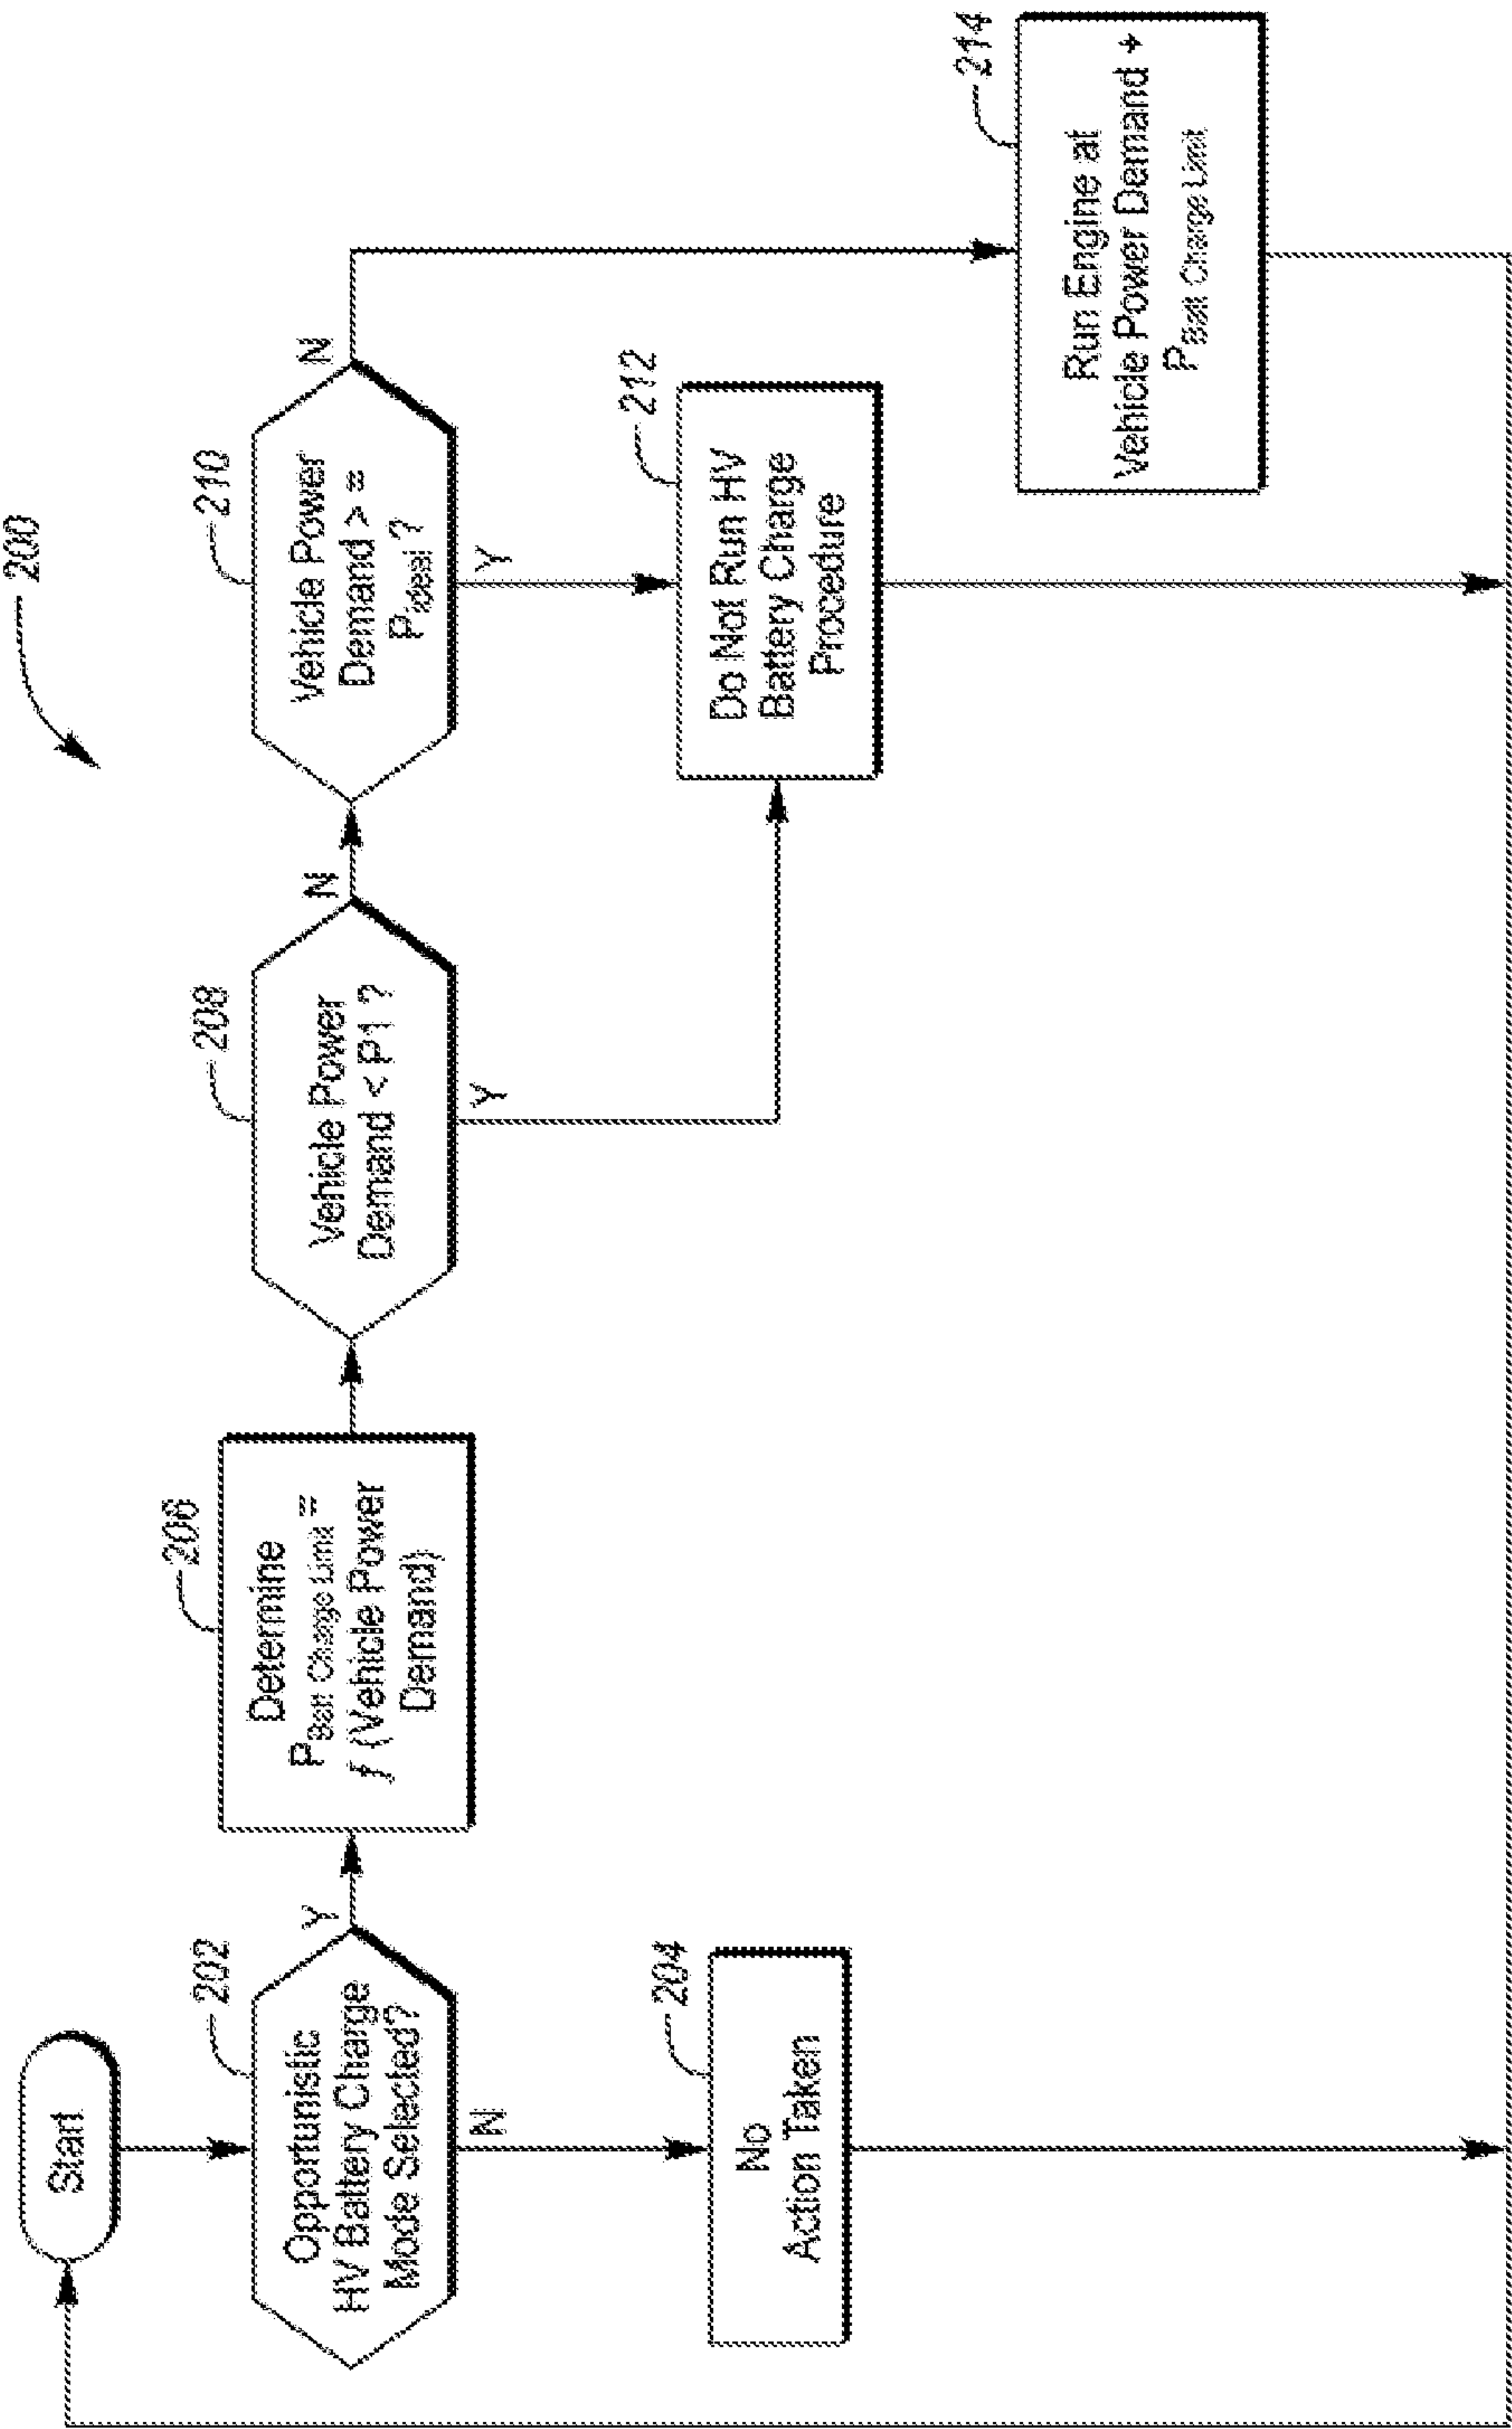 200
Start
202
Opportunistic
HV Battery Charge
Mode Selected?
Y
N
204
No
Action Taken
206
Determine
P Batt Charge Limit =
ƒ (Vehicle Power
Demand)
208
Vehicle Power
Demand < P1 ?
N
Y
210
Vehicle Power
Demand > =
P ideal ?
N
Y
212
Do Not Run HV
Battery Charge
Procedure
214
Run Engine at
Vehicle Power Demand +
P Batt Charge Limit